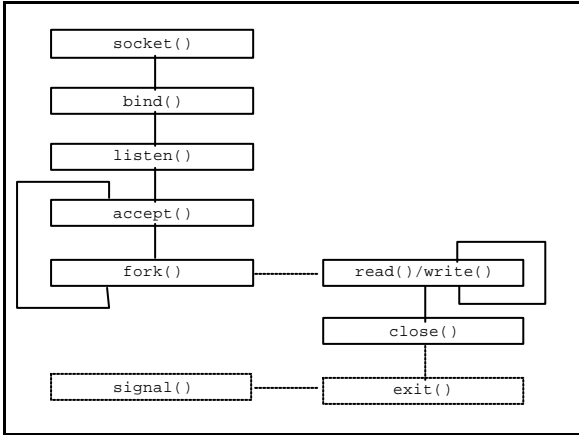 socket()
bind()
listen()
accept()
fork()
read()/write()
close()
signal()
exit()